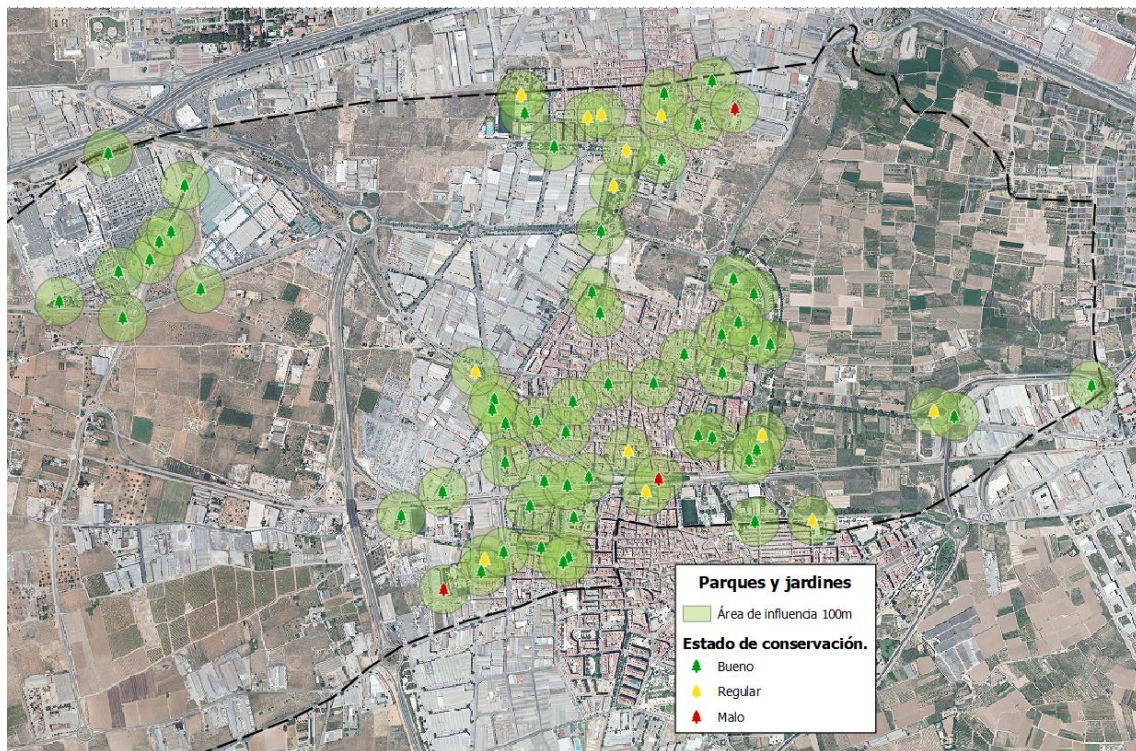 Parques y jardines
Área de influencia 100m
Estado de conservación.
Bueno
Regular
Malo